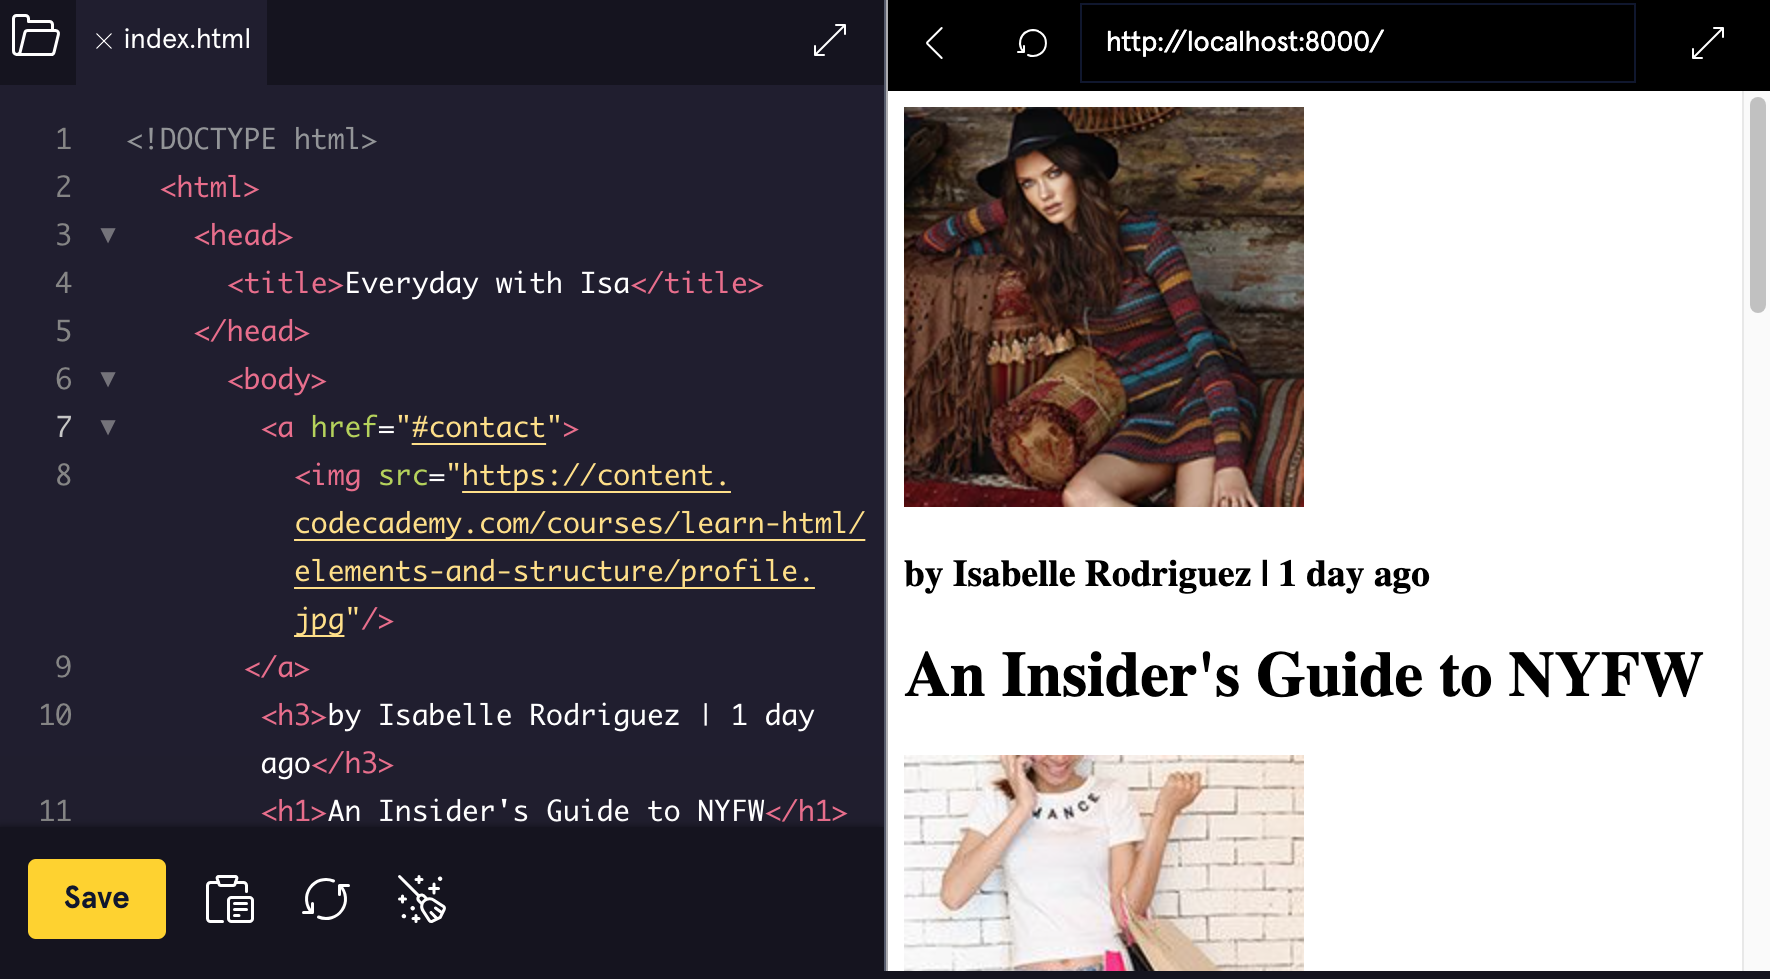 index.html
1 <!DOCTYPE html>
2 <html>
3 <head>
4 <title>Everyday with Isa</title>
5 </head>
6 <body>
7 <a href="#contact">
8 <img src="https://content.
codecademy.com/courses/learn-html/
elements-and-structure/profile.
jpg"/>
9 </a>
10 <h3>by Isabelle Rodriguez | 1 day
ago</h3>
11 <h1>An Insider's Guide to NYFW</h1>
Save
http://localhost:8000/
by Isabelle Rodriguez | 1 day ago
An Insider's Guide to NYFW